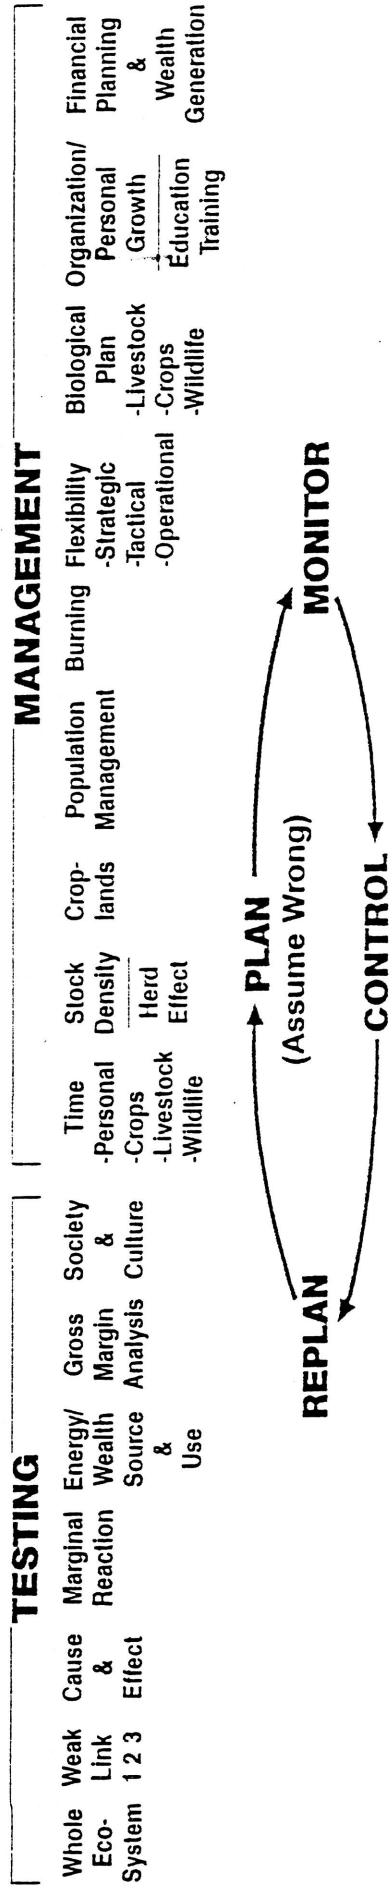 TESTING
Whole
Eco-
System
Weak
Link
1 2 3
Cause
&
Effect
Marginal
Reaction
Energy/
Wealth
Source
&
Use
Gross
Margin
Analysis
Society
&
Culture
MANAGEMENT
Time
-Personal
-Crops
-Livestock
-Wildlife
Stock
Density
Herd
Effect
Crop-
lands
Population
Management
Burning
Flexibility
-Strategic
-Tactical
-Operational
Biological
Plan
-Livestock
-Crops
-Wildlife
Organization/
Personal
Growth
Education
Training
Financial
Planning
&
Wealth
Generation
PLAN
(Assume Wrong)
MONITOR
CONTROL
REPLAN